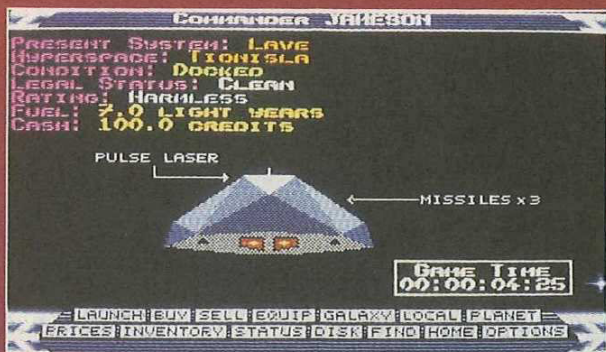 COMMANDER JAMESON
PRESENT SYSTEM: LAVE
HYPERSPACE: TIONISLA
CONDITION: DOCKED
LEGAL STATUS: CLEAN
RATING: HARMLESS
FUEL: 7.0 LIGHT YEARS
CASH: 100.0 CREDITS
PULSE LASER
MISSILES x 3
GAME TIME
00:00:04:25
LAUNCH BUY SELL EQUIP GALAXY LOCAL PLANET
PRICES INVENTORY STATUS DISK FIND HOME OPTIONS